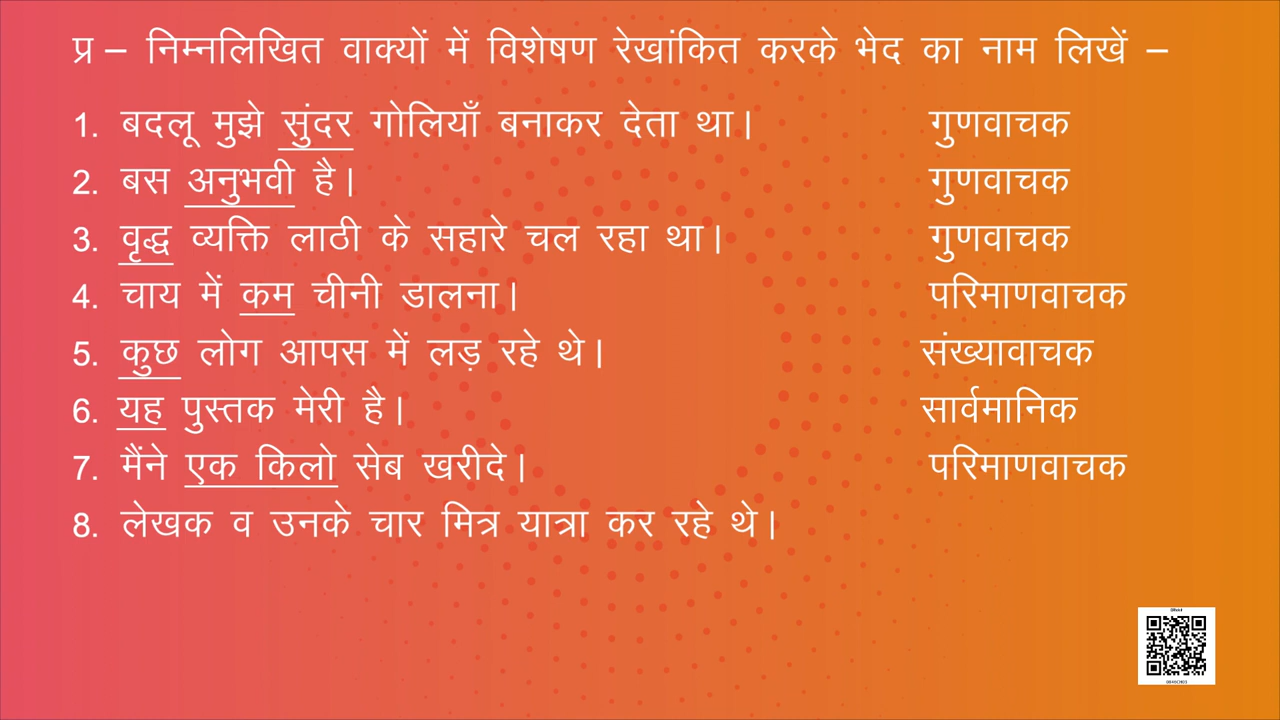 प्र – निम्नलिखित वाक्यों में विशेषण रेखांकित करके भेद का नाम लिखें –
1. बदलू मुझे सुंदर गोलियाँ बनाकर देता था। गुणवाचक
2. बस अनुभवी है। गुणवाचक
3. वृद्ध व्यक्ति लाठी के सहारे चल रहा था। गुणवाचक
4. चाय में कम चीनी डालना। परिमाणवाचक
5. कुछ लोग आपस में लड़ रहे थे। संख्यावाचक
6. यह पुस्तक मेरी है। सार्वमानिक
7. मैंने एक किलो सेब खरीदे। परिमाणवाचक
8. लेखक व उनके चार मित्र यात्रा कर रहे थे।